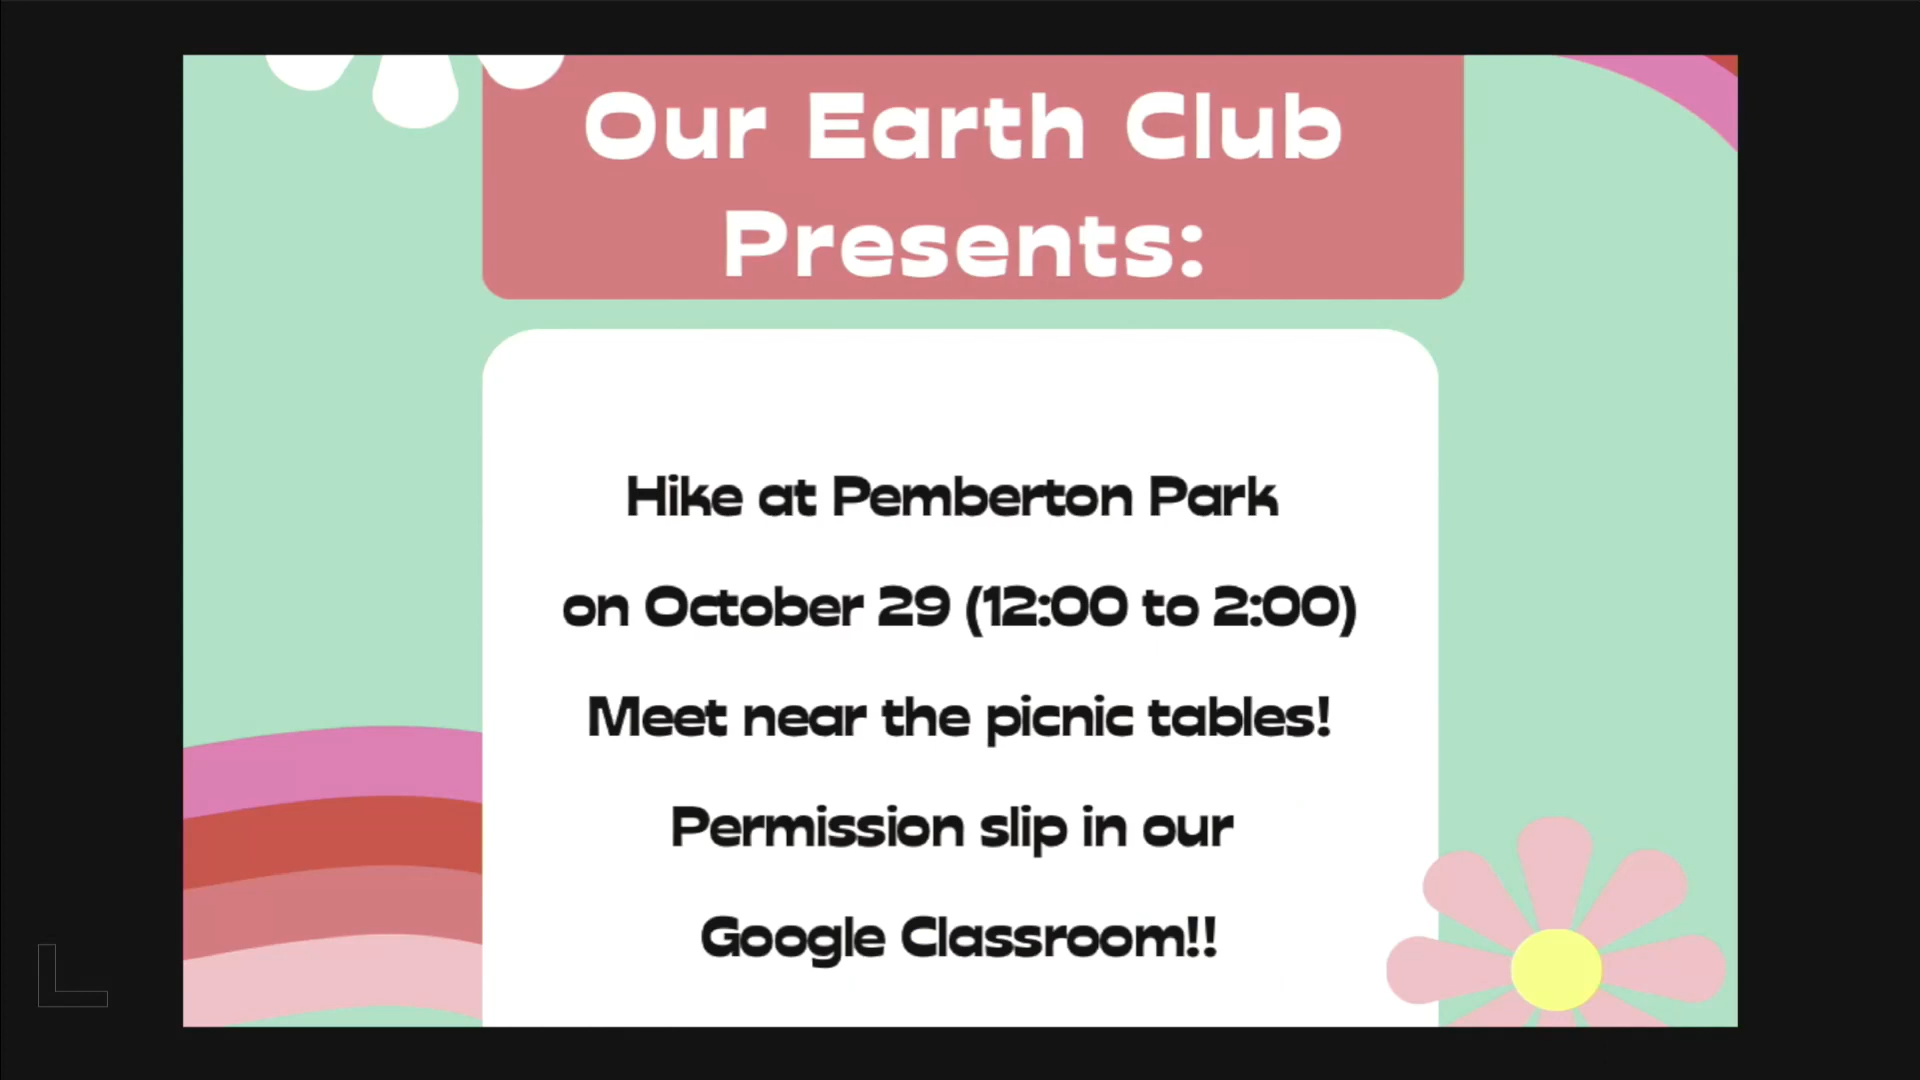 Our Earth Club
Presents:
Hike at Pemberton Park
on October 29 (12:00 to 2:00)
Meet near the picnic tables!
Permission slip in our
Google Classroom!!